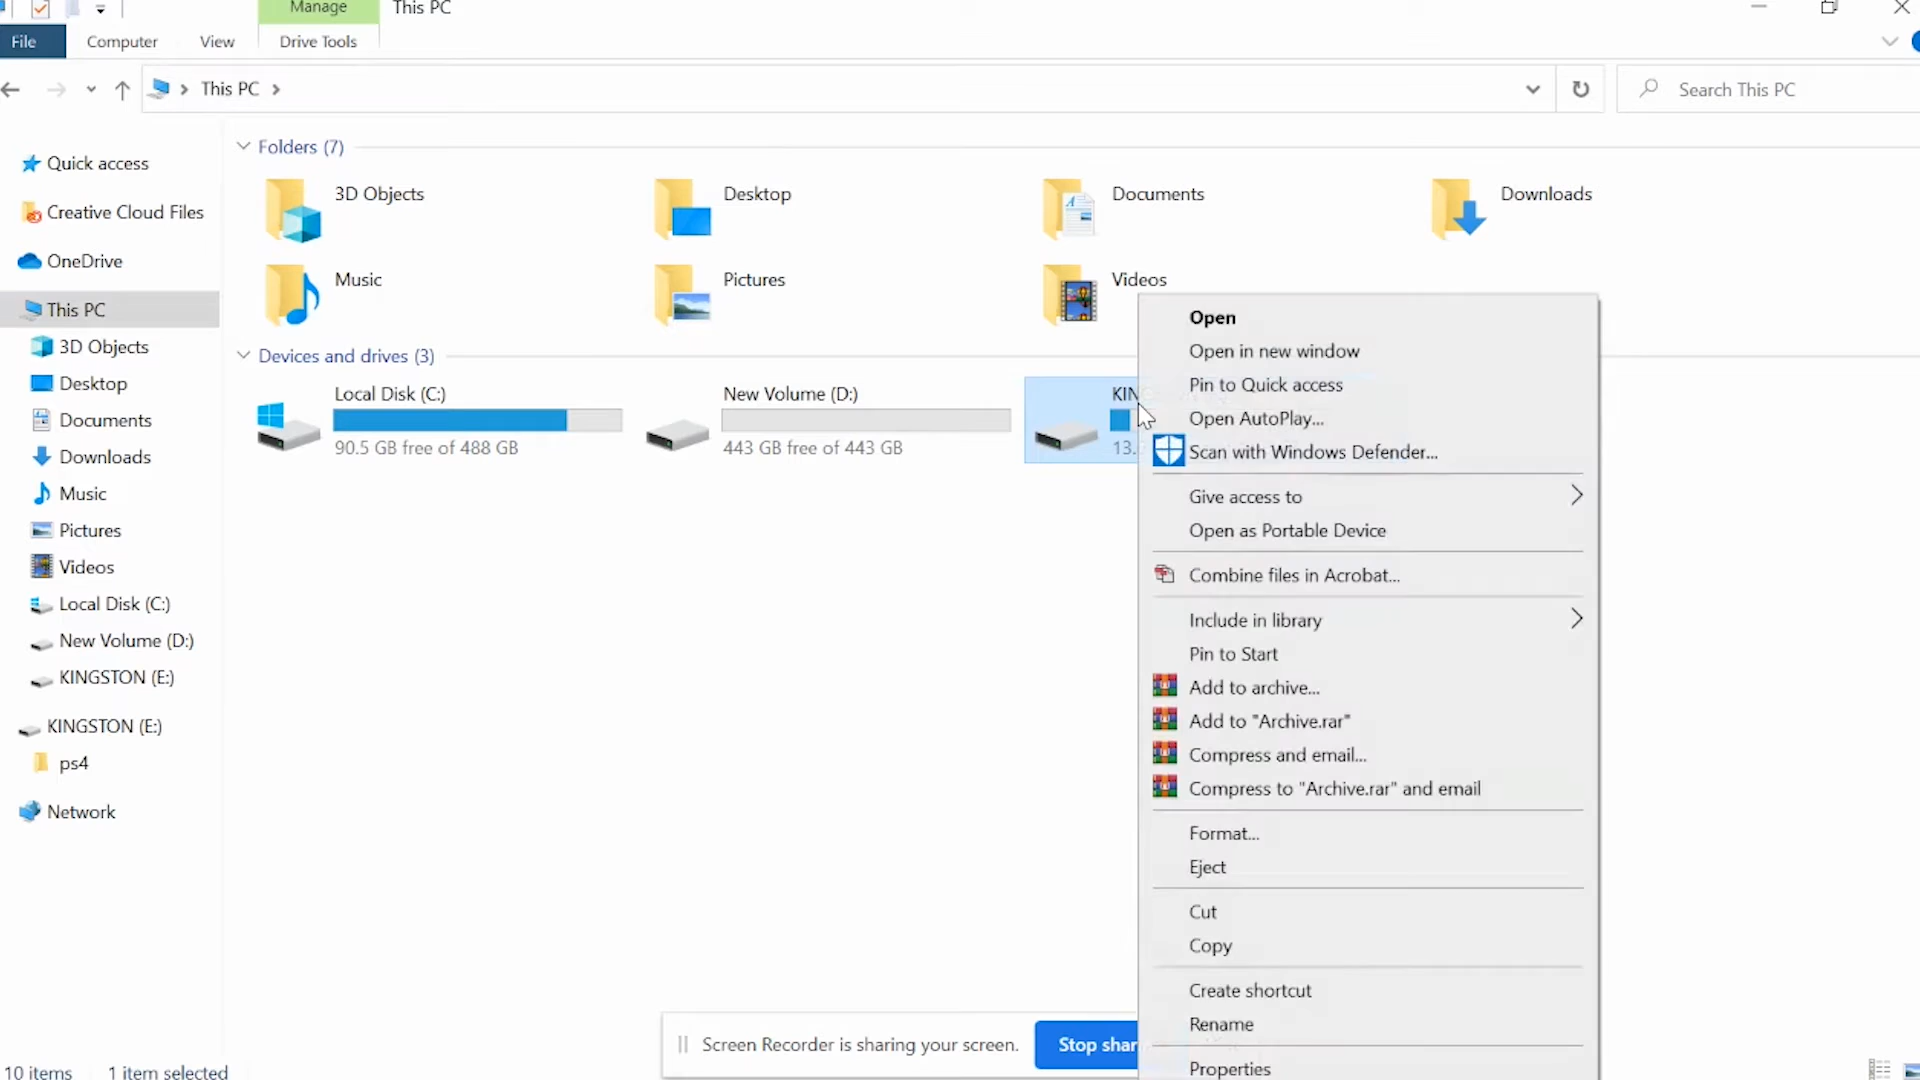 Manage
This PC
File
Computer
View
Drive Tools
This PC
Search This PC
Quick access
Creative Cloud Files
OneDrive
This PC
3D Objects
Desktop
Documents
Downloads
Music
Pictures
Videos
Local Disk (C:)
New Volume (D:)
KINGSTON (E:)
KINGSTON (E:)
ps4
Network
Folders (7)
3D Objects
Desktop
Documents
Downloads
Music
Pictures
Videos
Devices and drives (3)
Local Disk (C:)
90.5 GB free of 488 GB
New Volume (D:)
443 GB free of 443 GB
KIN
13.
Open
Open in new window
Pin to Quick access
Open AutoPlay...
Scan with Windows Defender...
Give access to
Open as Portable Device
Combine files in Acrobat...
Include in library
Pin to Start
Add to archive...
Add to "Archive.rar"
Compress and email...
Compress to "Archive.rar" and email
Format...
Eject
Cut
Copy
Create shortcut
Rename
Properties
Screen Recorder is sharing your screen.
Stop shar
10 items
1 item selected